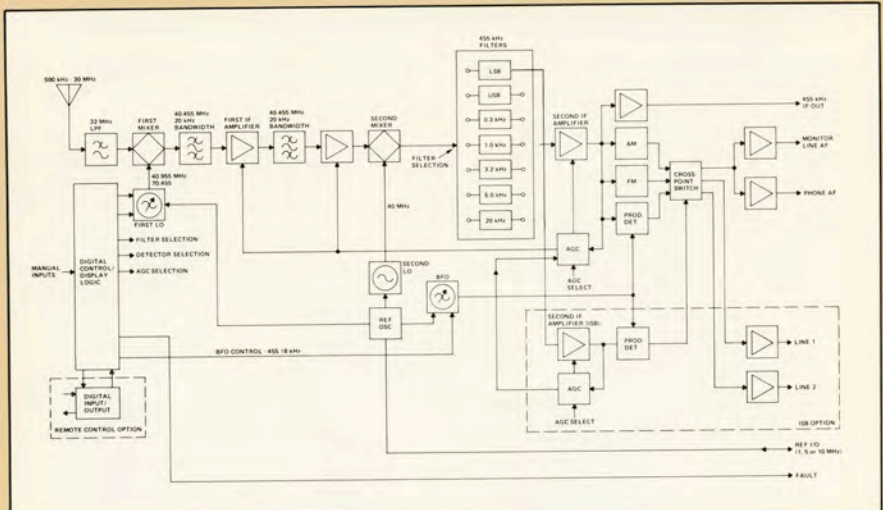 500 kHz - 30 MHz
32 MHz
LPF
FIRST
MIXER
40.455 MHz
20 kHz
BANDWIDTH
FIRST IF
AMPLIFIER
40.455 MHz
20 kHz
BANDWIDTH
SECOND
MIXER
455 kHz
FILTERS
LSB
USB
0.3 kHz
1.0 kHz
3.2 kHz
6.0 kHz
20 kHz
FILTER
SELECTION
SECOND IF
AMPLIFIER
AM
FM
PROD
DET
CROSS-
POINT
SWITCH
455 kHz
IF OUT
MONITOR
LINE AF
PHONE AF
40.955 MHz
70.455
FIRST LO
MANUAL
INPUTS
DIGITAL
CONTROL/
DISPLAY
LOGIC
FILTER SELECTION
DETECTOR SELECTION
AGC SELECTION
40 MHz
SECOND
LO
REF
OSC
BFO
AGC
AGC
SELECT
BFO CONTROL - 455 ±8 kHz
DIGITAL
INPUT/
OUTPUT
REMOTE CONTROL OPTION
SECOND IF
AMPLIFIER (ISB)
PROD
DET
AGC
AGC SELECT
LINE 1
LINE 2
ISB OPTION
REF I/O
(1, 5 or 10 MHz)
FAULT